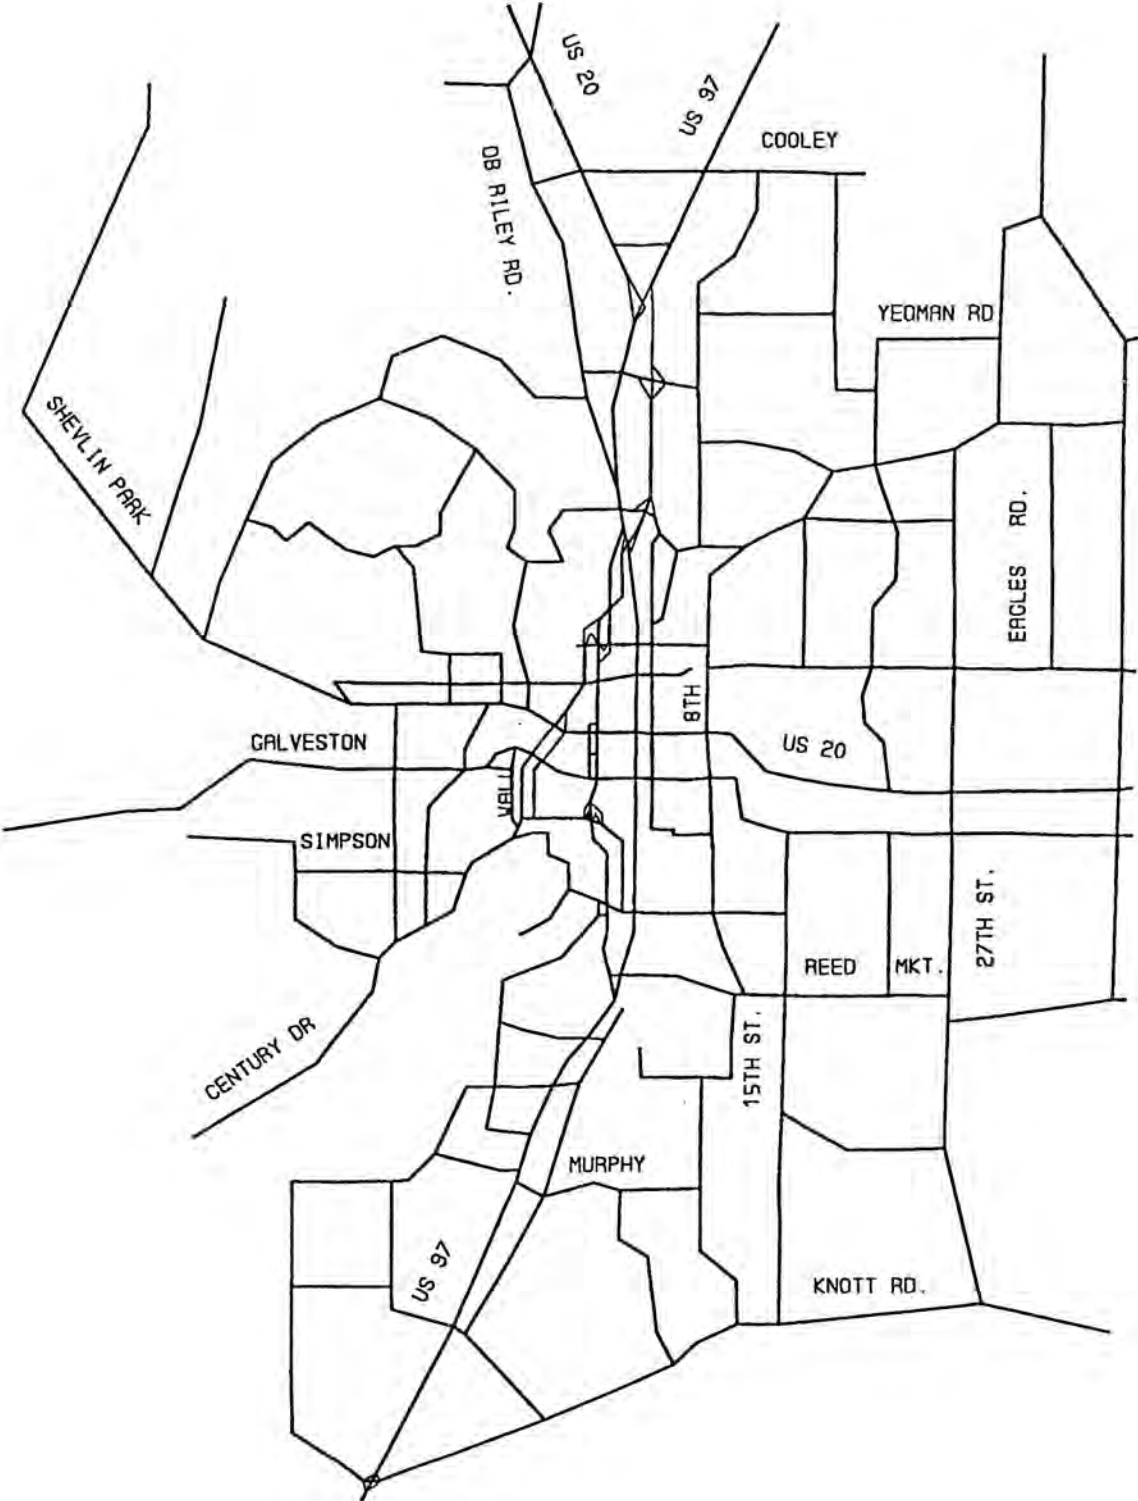 US 20
US 97
COOLEY
OB RILEY RD.
YEOMAN RD
SHEVLIN PARK
EAGLES RD.
8TH
GALVESTON
US 20
WALL
SIMPSON
27TH ST.
REED MKT.
CENTURY DR
15TH ST.
MURPHY
US 97
KNOTT RD.